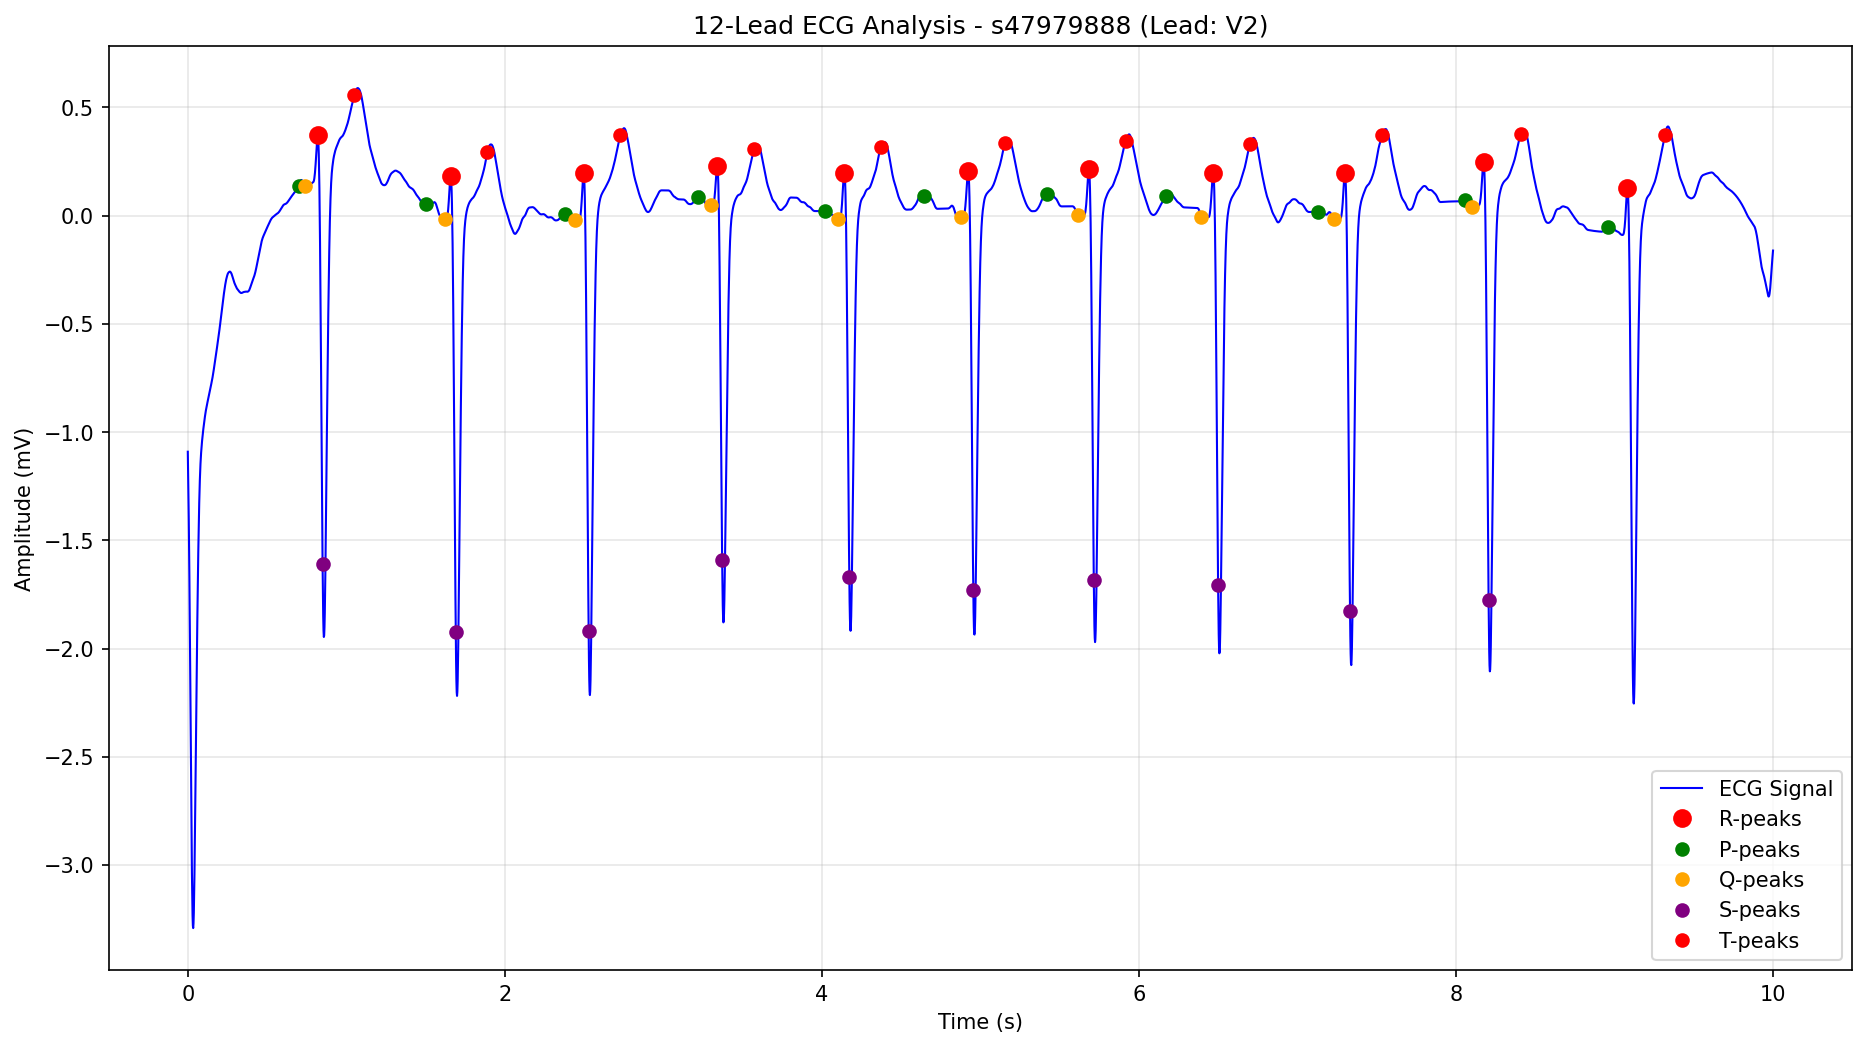 12-Lead ECG Analysis - s47979888 (Lead: V2)
0.5
0.0
−0.5
−1.0
−1.5
−2.0
−2.5
−3.0
Amplitude (mV)
ECG Signal
R-peaks
P-peaks
Q-peaks
S-peaks
T-peaks
0 2 4 6 8 10
Time (s)